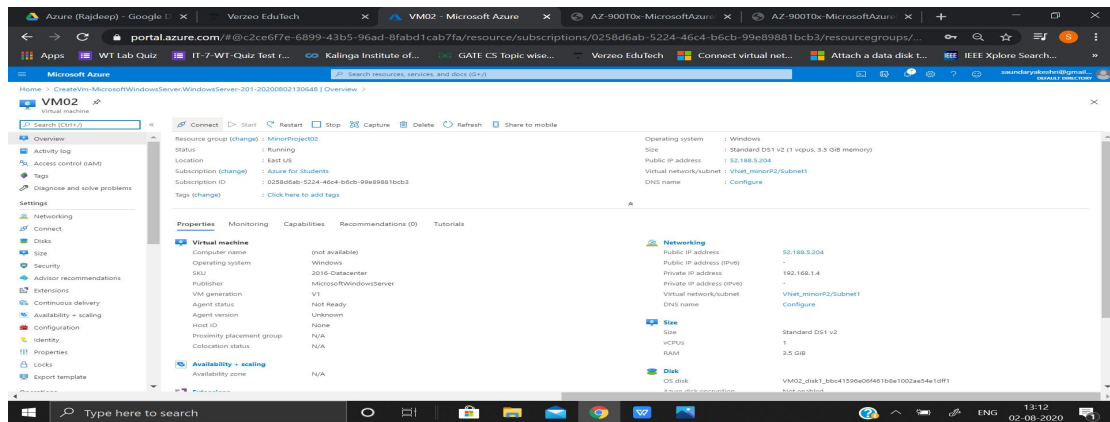 Azure (Rajdeep) - Google D
Verzeo EduTech
VM02 - Microsoft Azure
AZ-900T0x-MicrosoftAzure
AZ-900T0x-MicrosoftAzure
portal.azure.com/#@c2ce6f7e-6899-43b5-96ad-8fabd1cab7fa/resource/subscriptions/0258d6ab-5224-46c4-b6cb-99e89881bcb3/resourcegroups/...
Apps
WT Lab Quiz
IT-7-WT-Quiz Test r...
Kalinga Institute of...
GATE CS Topic wise...
Verzeo EduTech
Connect virtual net...
Attach a data disk t...
IEEE Xplore Search...
Microsoft Azure
Search resources, services, and docs (G+/)
saundaryakeshri@gmail...
DEFAULT DIRECTORY
Home > CreateVm-MicrosoftWindowsServer.WindowsServer-201-20200802130648 | Overview >
VM02
Virtual machine
Search (Ctrl+/)
Connect Start Restart Stop Capture Delete Refresh Share to mobile
Overview
Activity log
Access control (IAM)
Tags
Diagnose and solve problems
Settings
Networking
Connect
Disks
Size
Security
Advisor recommendations
Extensions
Continuous delivery
Availability + scaling
Configuration
Identity
Properties
Locks
Export template
Operations
Resource group (change) : MinorProject02
Status : Running
Location : East US
Subscription (change) : Azure for Students
Subscription ID : 0258d6ab-5224-46c4-b6cb-99e89881bcb3
Tags (change) : Click here to add tags
Operating system : Windows
Size : Standard DS1 v2 (1 vcpus, 3.5 GiB memory)
Public IP address : 52.188.5.204
Virtual network/subnet : VNet_minorP2/Subnet1
DNS name : Configure
Properties Monitoring Capabilities Recommendations (0) Tutorials
Virtual machine
Computer name (not available)
Operating system Windows
SKU 2016-Datacenter
Publisher MicrosoftWindowsServer
VM generation V1
Agent status Not Ready
Agent version Unknown
Host ID None
Proximity placement group N/A
Colocation status N/A
Availability + scaling
Availability zone N/A
Extensions
Networking
Public IP address 52.188.5.204
Public IP address (IPv6) -
Private IP address 192.168.1.4
Private IP address (IPv6) -
Virtual network/subnet VNet_minorP2/Subnet1
DNS name Configure
Size
Size Standard DS1 v2
vCPUs 1
RAM 3.5 GiB
Disk
OS disk VM02_disk1_bbc41596e06f461b8e1002aa54e1dff1
Azure disk encryption Not enabled
Type here to search
ENG
13:12
02-08-2020